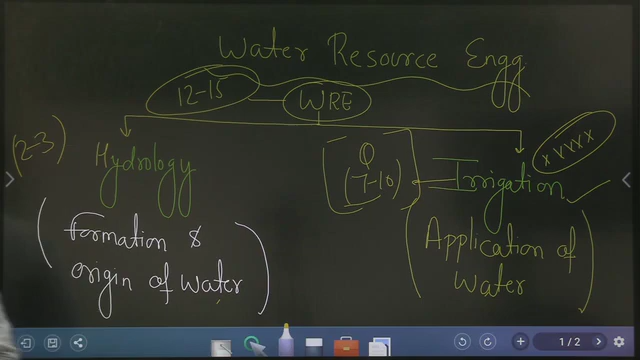 Water Resource Engg.
12-15 WRE
(2-3) Hydrology
Q
(7-10)
Irrigation
xxxxx
(Formation &
origin of water)
(Application of
Water)
1/2